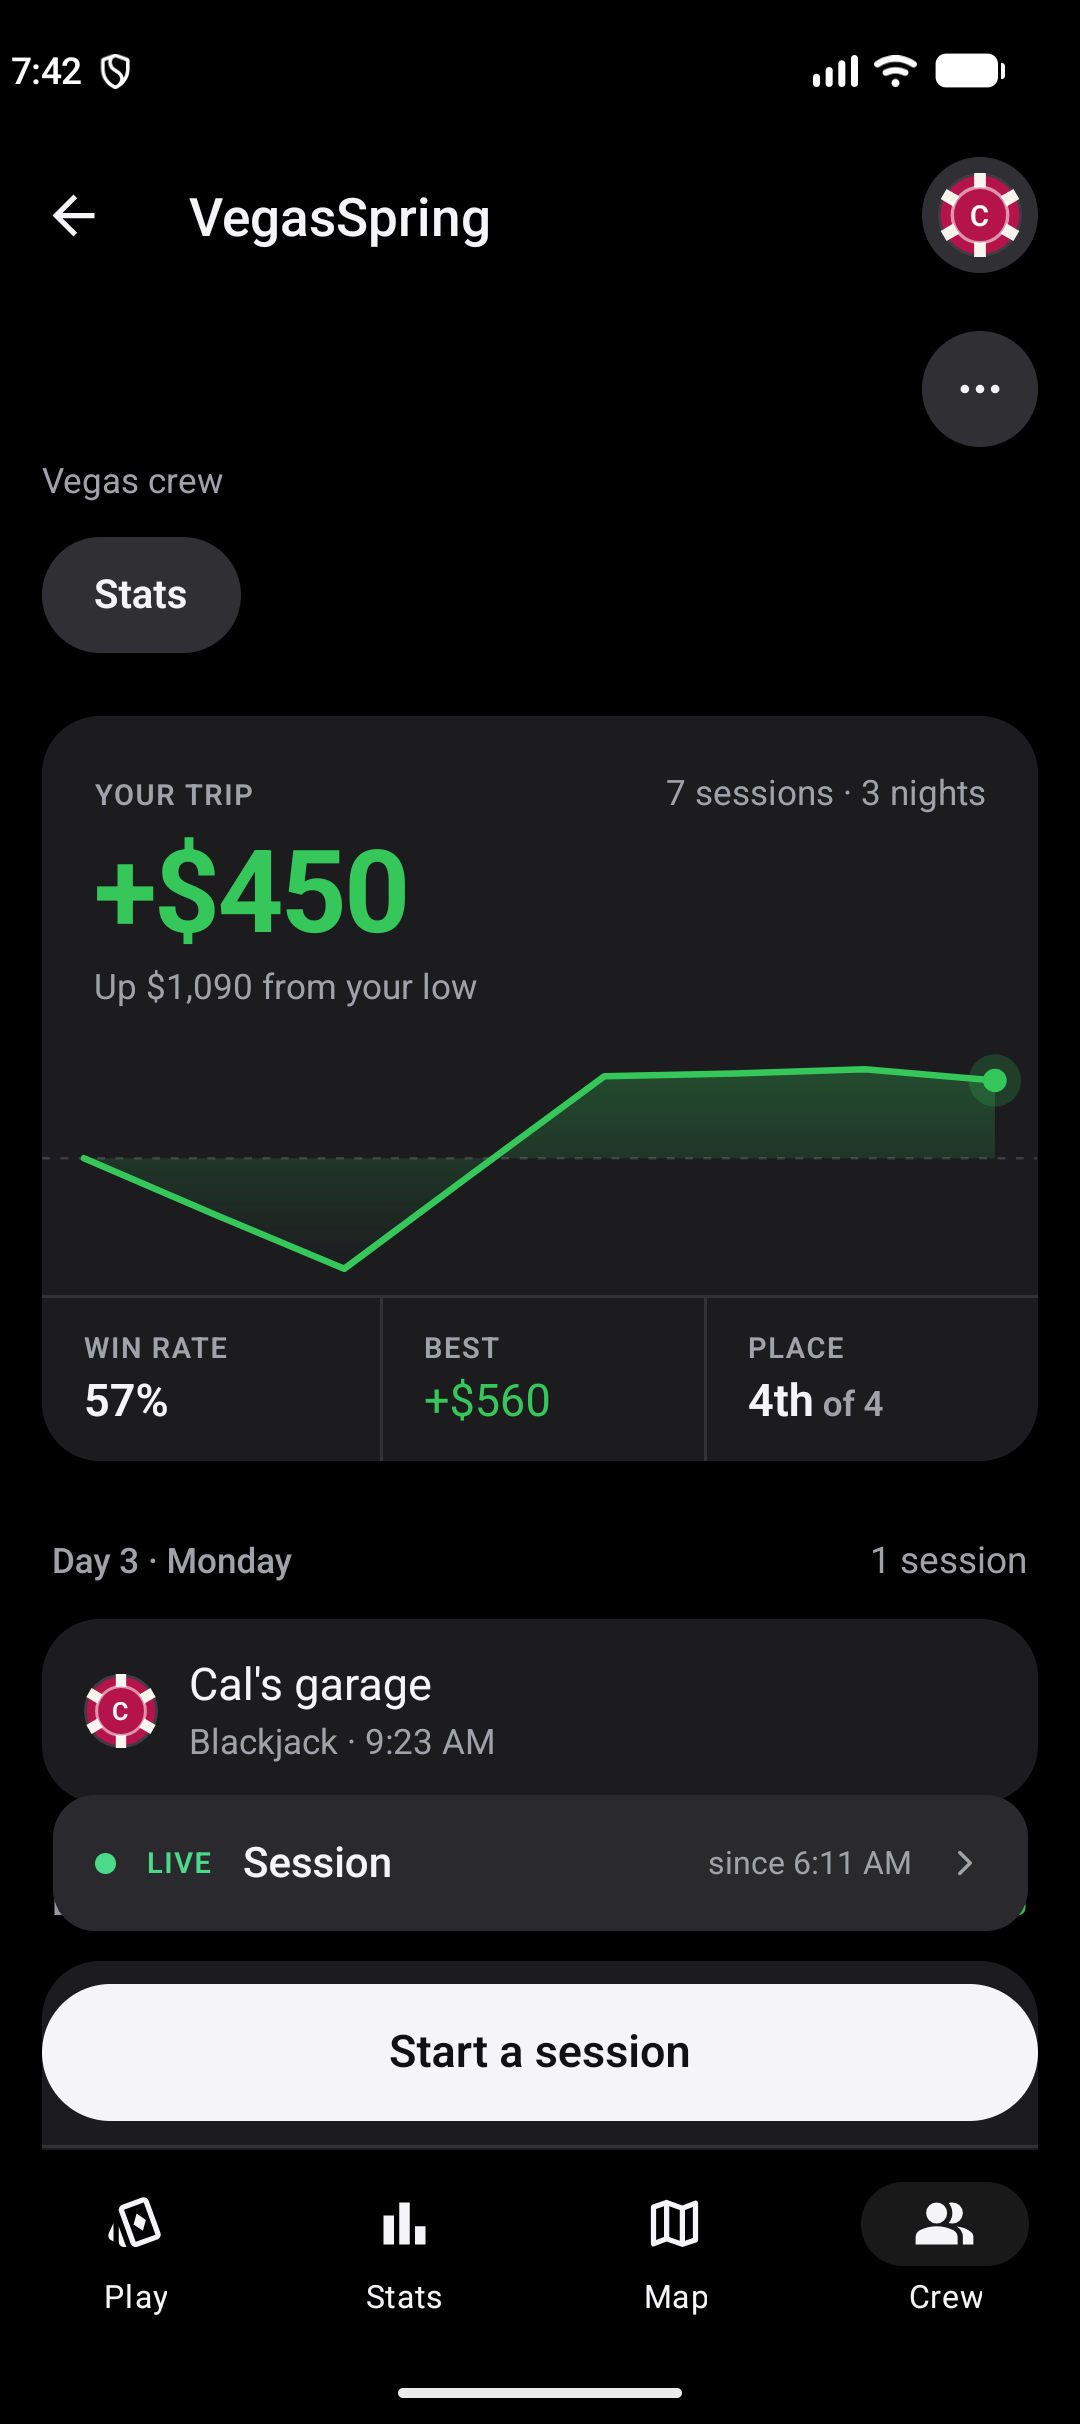 7:42
VegasSpring
C
Vegas crew
Stats
YOUR TRIP
7 sessions · 3 nights
+$450
Up $1,090 from your low
WIN RATE
BEST
PLACE
57%
+$560
4th of 4
Day 3 · Monday
1 session
C
Cal's garage
Blackjack · 9:23 AM
LIVE Session
since 6:11 AM
Start a session
Play
Stats
Map
Crew